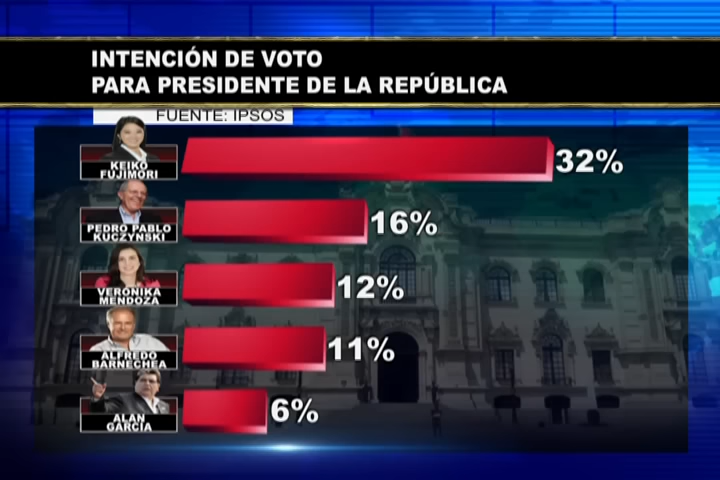 INTENCIÓN DE VOTO
PARA PRESIDENTE DE LA REPÚBLICA
FUENTE: IPSOS
KEIKO
FUJIMORI
32%
PEDRO PABLO
KUCZYNSKI
16%
VERONIKA
MENDOZA
12%
ALFREDO
BARNECHEA
11%
ALAN
GARCÍA
6%